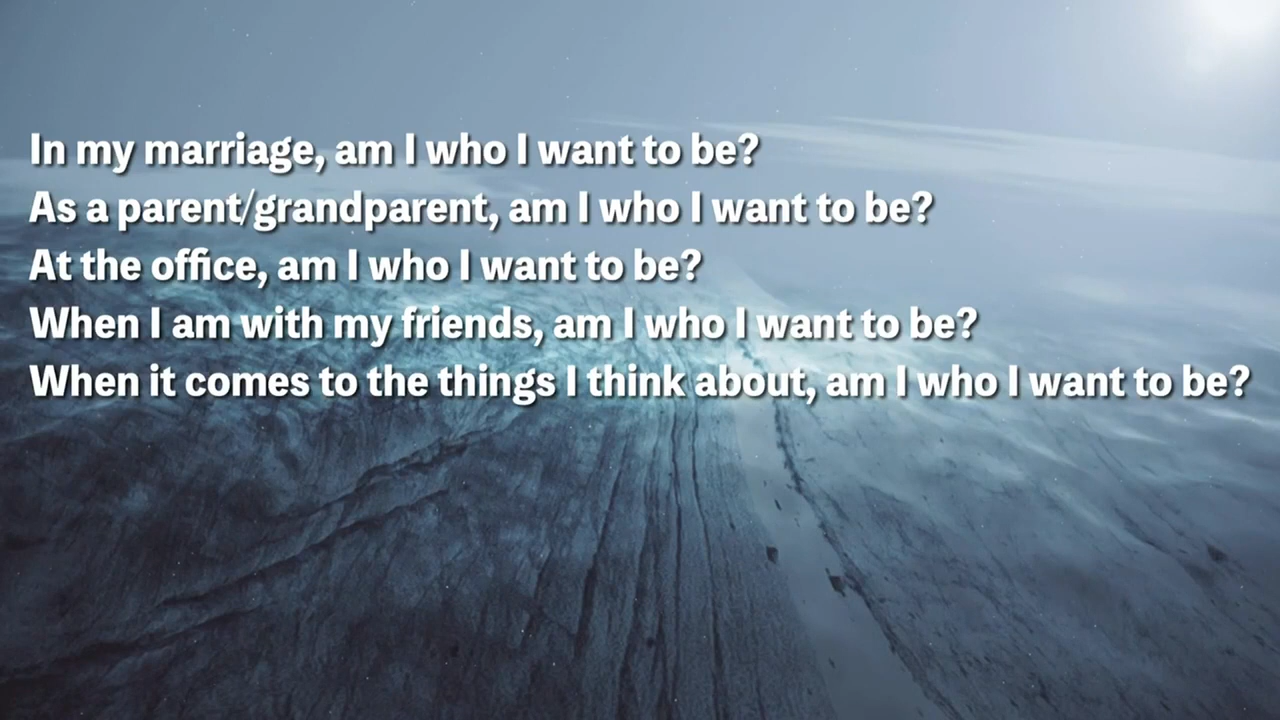 In my marriage, am I who I want to be?
As a parent/grandparent, am I who I want to be?
At the office, am I who I want to be?
When I am with my friends, am I who I want to be?
When it comes to the things I think about, am I who I want to be?